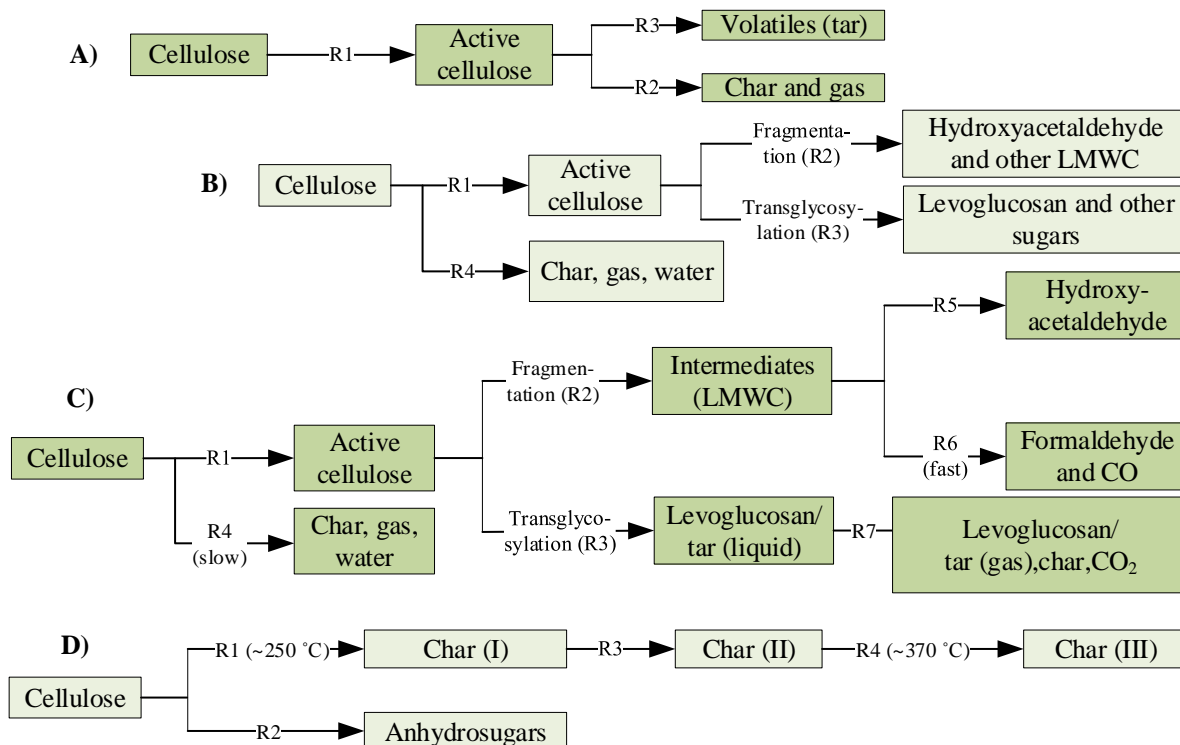 A)
Cellulose
R1
Active
cellulose
R3
Volatiles (tar)
R2
Char and gas
B)
Cellulose
R1
Active
cellulose
Fragmenta-
tion (R2)
Hydroxyacetaldehyde
and other LMWC
Transglycosy-
lation (R3)
Levoglucosan and other
sugars
R4
Char, gas, water
C)
Cellulose
R1
Active
cellulose
R4
(slow)
Char, gas,
water
Fragmen-
tation (R2)
Intermediates
(LMWC)
R5
Hydroxy-
acetaldehyde
R6
(fast)
Formaldehyde
and CO
Transglyco-
sylation (R3)
Levoglucosan/
tar (liquid)
R7
Levoglucosan/
tar (gas),char,CO₂
D)
Cellulose
R1 (~250 ˚C)
Char (I)
R3
Char (II)
R4 (~370 ˚C)
Char (III)
R2
Anhydrosugars